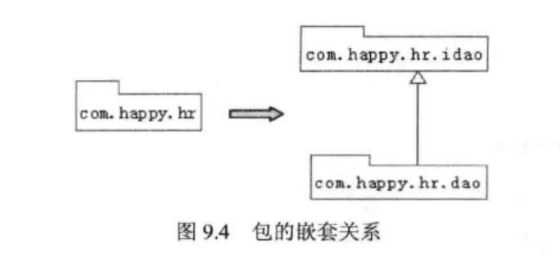 com.happy.hr.idao
com.happy.hr
com.happy.hr.dao
图 9.4 包的嵌套关系